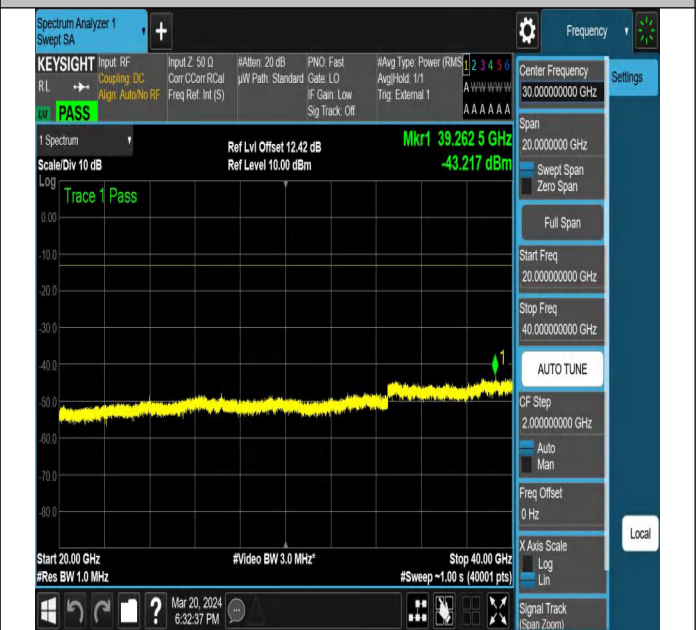 Spectrum Analyzer 1
Swept SA
+
Frequency
KEYSIGHT
Input: RF
Coupling: DC
Align: Auto/No RF
Input Z: 50 Ω
Corr CCorr RCal
Freq Ref: Int (S)
#Atten: 20 dB
µW Path: Standard
PNO: Fast
Gate: LO
IF Gain: Low
Sig Track: Off
#Avg Type: Power (RMS
Avg|Hold: 1/1
Trig: External 1
1 2 3 4 5 6
A W W W W W
A A A A A A
RL
LXI
PASS
1 Spectrum
Scale/Div 10 dB
Ref Lvl Offset 12.42 dB
Ref Level 10.00 dBm
Mkr1 39.262 5 GHz
-43.217 dBm
Log
Trace 1 Pass
0.00
-10.0
-20.0
-30.0
-40.0
-50.0
-60.0
-70.0
-80.0
1
Start 20.00 GHz
#Res BW 1.0 MHz
#Video BW 3.0 MHz*
Stop 40.00 GHz
#Sweep ~1.00 s (40001 pts)
Center Frequency
30.000000000 GHz
Settings
Span
20.0000000 GHz
Swept Span
Zero Span
Full Span
Start Freq
20.000000000 GHz
Stop Freq
40.000000000 GHz
AUTO TUNE
CF Step
2.000000000 GHz
Auto
Man
Freq Offset
0 Hz
X Axis Scale
Log
Lin
Signal Track
(Span Zoom)
Local
?
Mar 20, 2024
6:32:37 PM